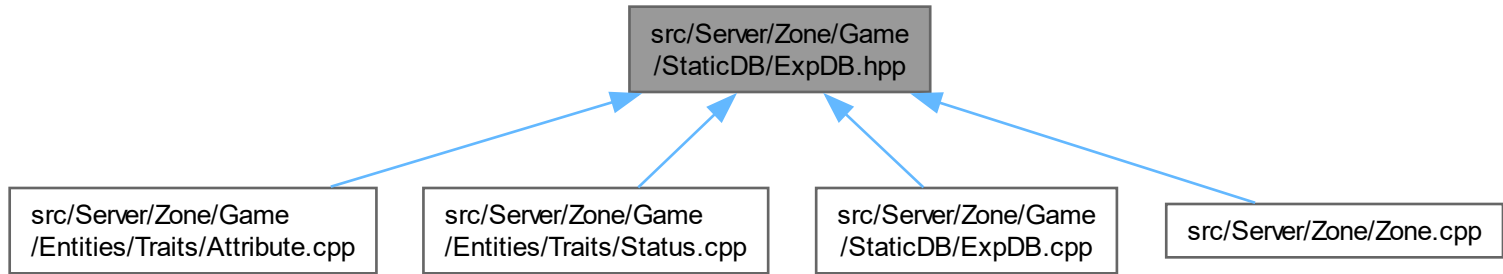 src/Server/Zone/Game
/StaticDB/ExpDB.hpp
src/Server/Zone/Game
/Entities/Traits/Attribute.cpp
src/Server/Zone/Game
/Entities/Traits/Status.cpp
src/Server/Zone/Game
/StaticDB/ExpDB.cpp
src/Server/Zone/Zone.cpp